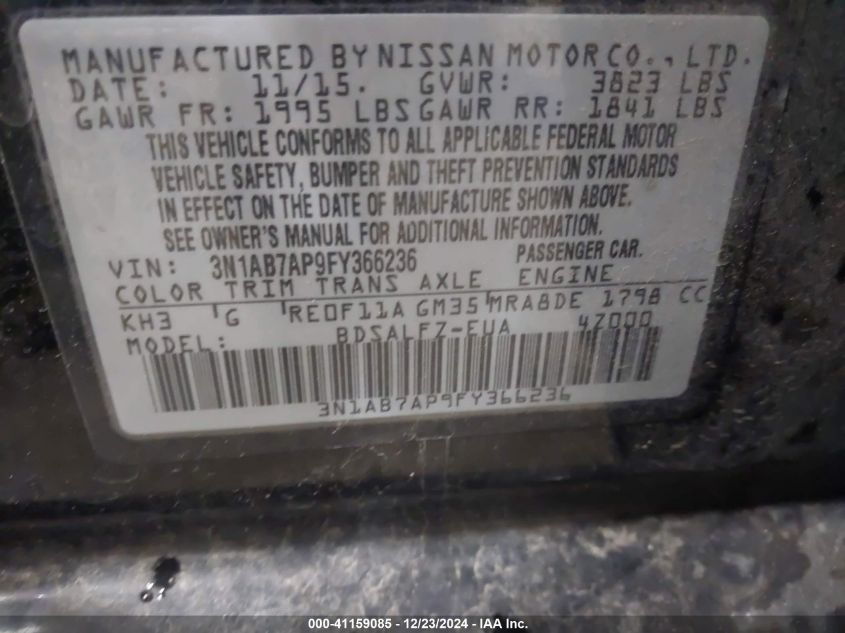 MANUFACTURED BY NISSAN MOTOR CO., LTD.
DATE: 11/15. GVWR: 3823 LBS
GAWR FR: 1995 LBS GAWR RR: 1841 LBS
THIS VEHICLE CONFORMS TO ALL APPLICABLE FEDERAL MOTOR
VEHICLE SAFETY, BUMPER AND THEFT PREVENTION STANDARDS
IN EFFECT ON THE DATE OF MANUFACTURE SHOWN ABOVE.
SEE OWNER'S MANUAL FOR ADDITIONAL INFORMATION.
VIN: 3N1AB7AP9FY366236 PASSENGER CAR.
COLOR TRIM TRANS AXLE ENGINE
KH3 G RE0F11A GM35 MRA8DE 1798 CC
MODEL: BDSALFZ-EUA 4Z000
3N1AB7AP9FY366236
000-41159085 - 12/23/2024 - IAA Inc.